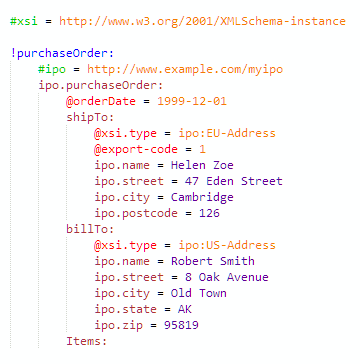 #xsi = http://www.w3.org/2001/XMLSchema-instance
!purchaseOrder:
#ipo = http://www.example.com/myipo
ipo.purchaseOrder:
@orderDate = 1999-12-01
shipTo:
@xsi.type = ipo:EU-Address
@export-code = 1
ipo.name = Helen Zoe
ipo.street = 47 Eden Street
ipo.city = Cambridge
ipo.postcode = 126
billTo:
@xsi.type = ipo:US-Address
ipo.name = Robert Smith
ipo.street = 8 Oak Avenue
ipo.city = Old Town
ipo.state = AK
ipo.zip = 95819
Items: